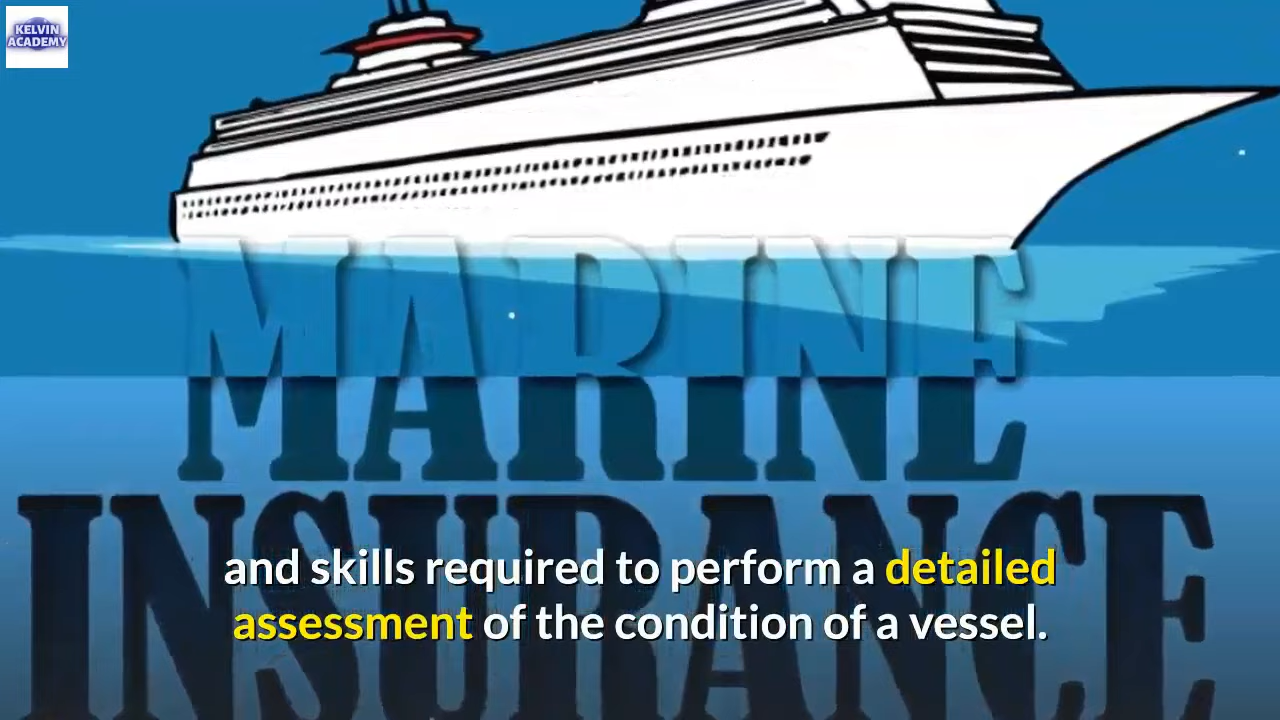 KELVIN
ACADEMY
MARINE
INSURANCE
and skills required to perform a detailed
assessment of the condition of a vessel.